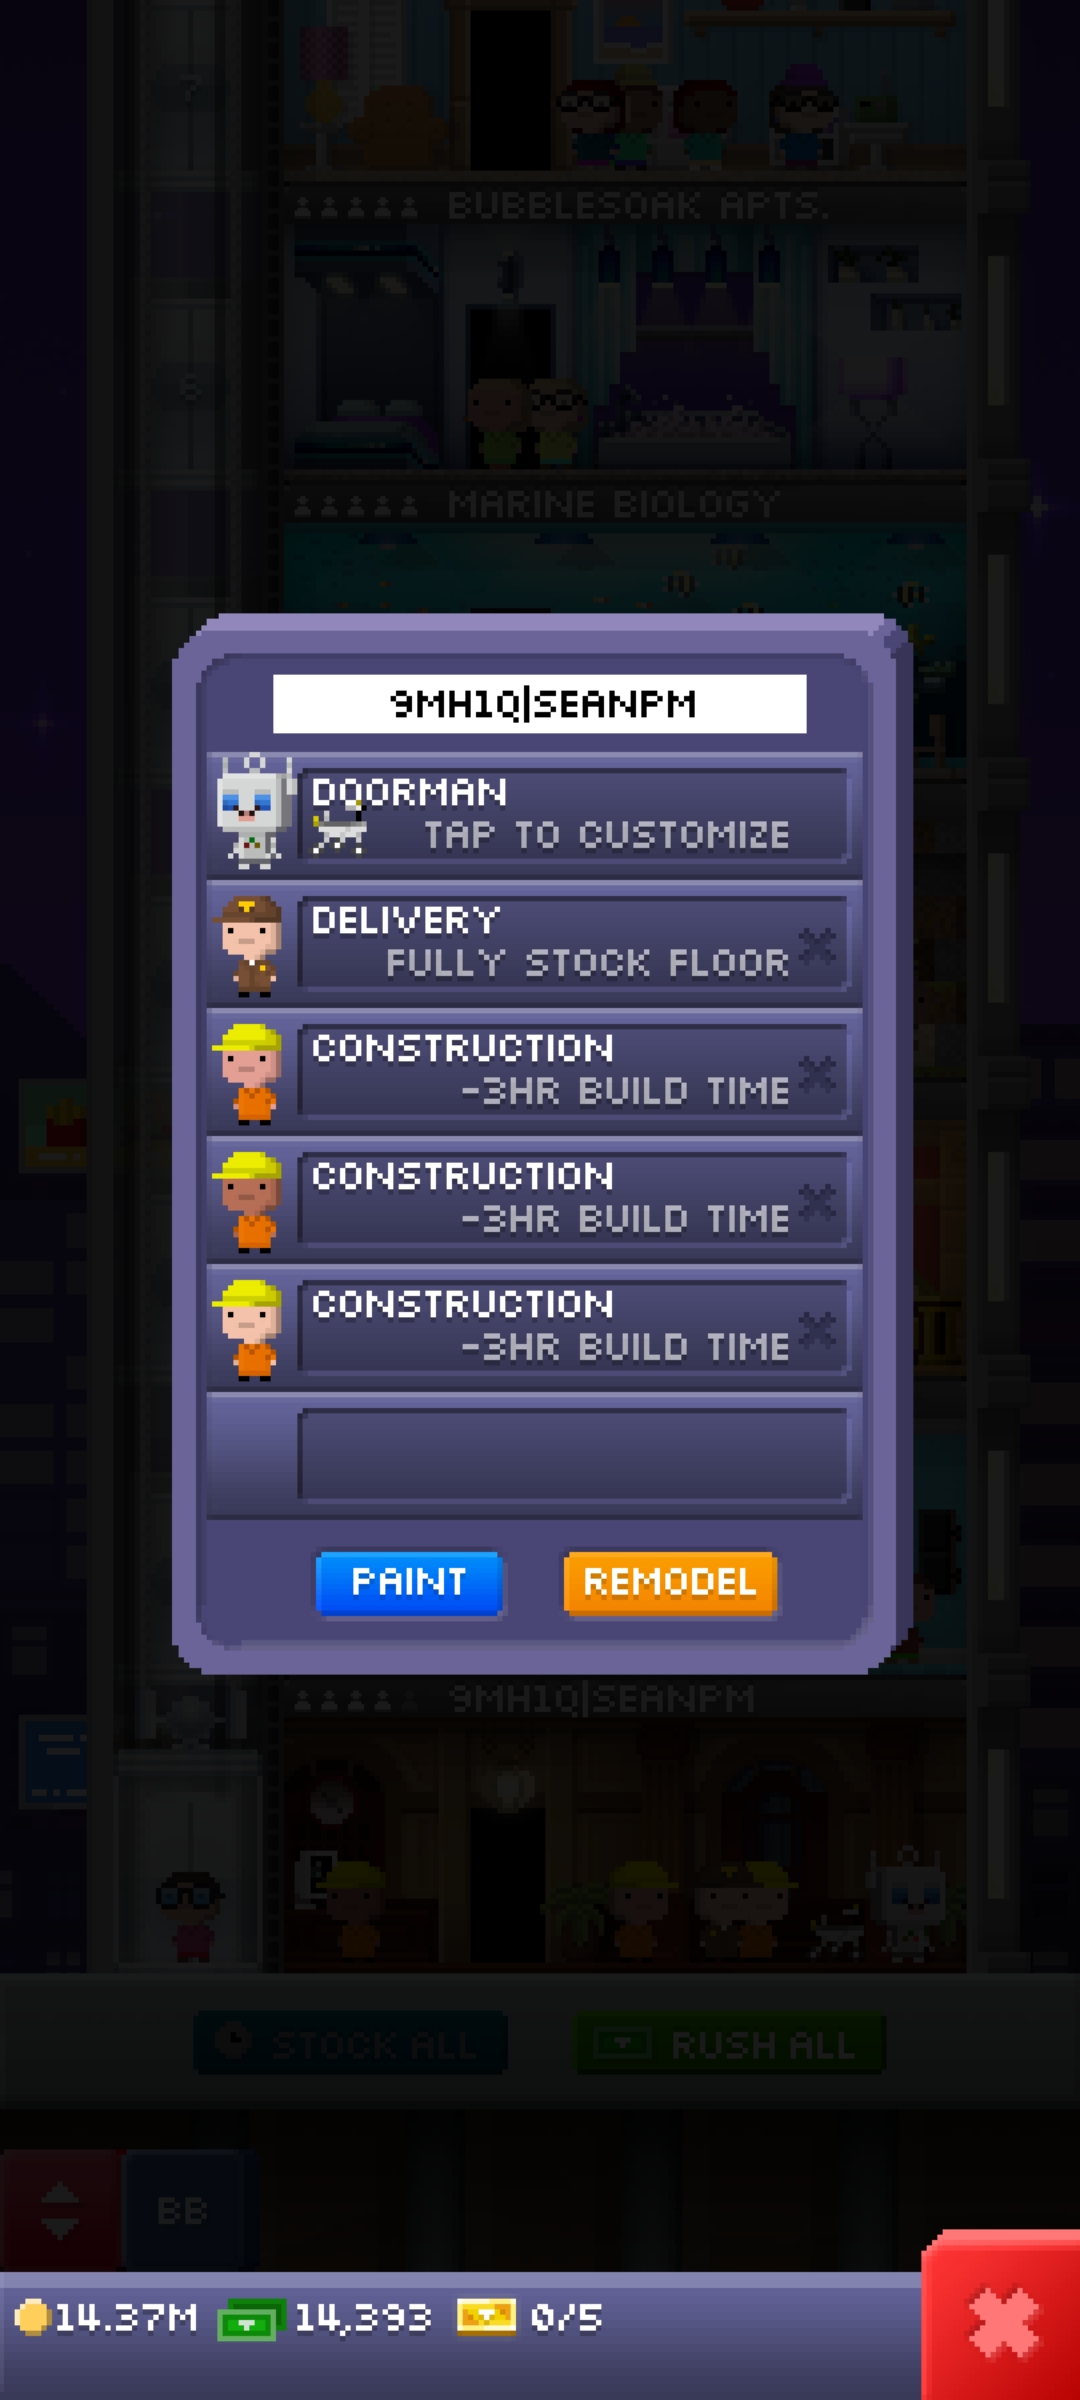 7
BUBBLESOAK APTS.
6
MARINE BIOLOGY
9MH1Q|SEANPM
DOORMAN
TAP TO CUSTOMIZE
DELIVERY
FULLY STOCK FLOOR
CONSTRUCTION
-3HR BUILD TIME
CONSTRUCTION
-3HR BUILD TIME
CONSTRUCTION
-3HR BUILD TIME
PAINT
REMODEL
9MH1Q|SEANPM
STOCK ALL
RUSH ALL
BB
14.37M 14,393 0/5